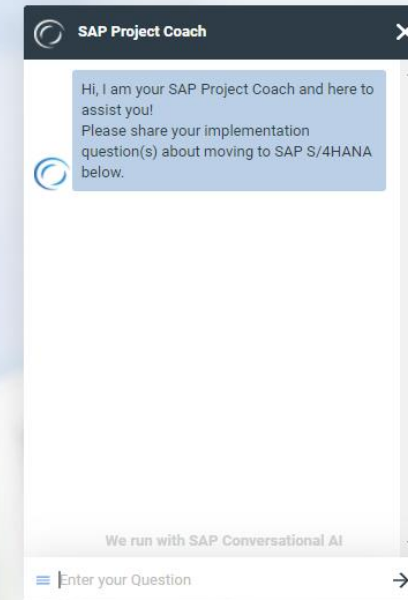 SAP Project Coach
Hi, I am your SAP Project Coach and here to
assist you!
Please share your implementation
question(s) about moving to SAP S/4HANA
below.
We run with SAP Conversational AI
Enter your Question